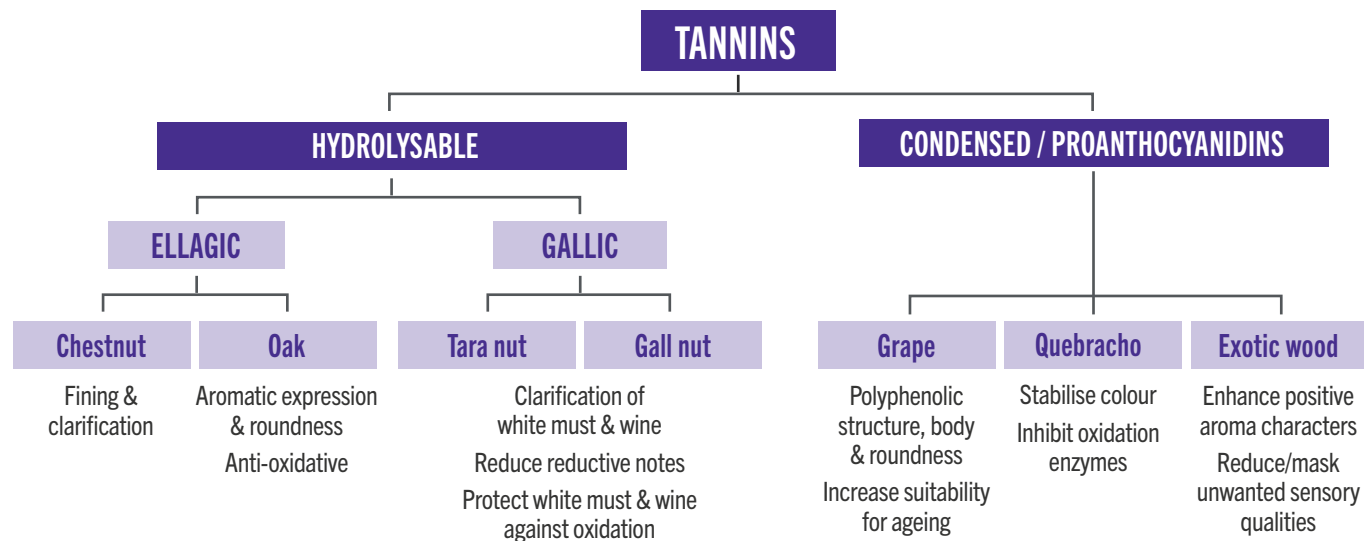 TANNINS
HYDROLYSABLE
CONDENSED / PROANTHOCYANIDINS
ELLAGIC
GALLIC
Chestnut
Fining &
clarification
Oak
Aromatic expression
& roundness
Anti-oxidative
Tara nut
Gall nut
Clarification of
white must & wine
Reduce reductive notes
Protect white must & wine
against oxidation
Grape
Polyphenolic
structure, body
& roundness
Increase suitability
for ageing
Quebracho
Stabilise colour
Inhibit oxidation
enzymes
Exotic wood
Enhance positive
aroma characters
Reduce/mask
unwanted sensory
qualities